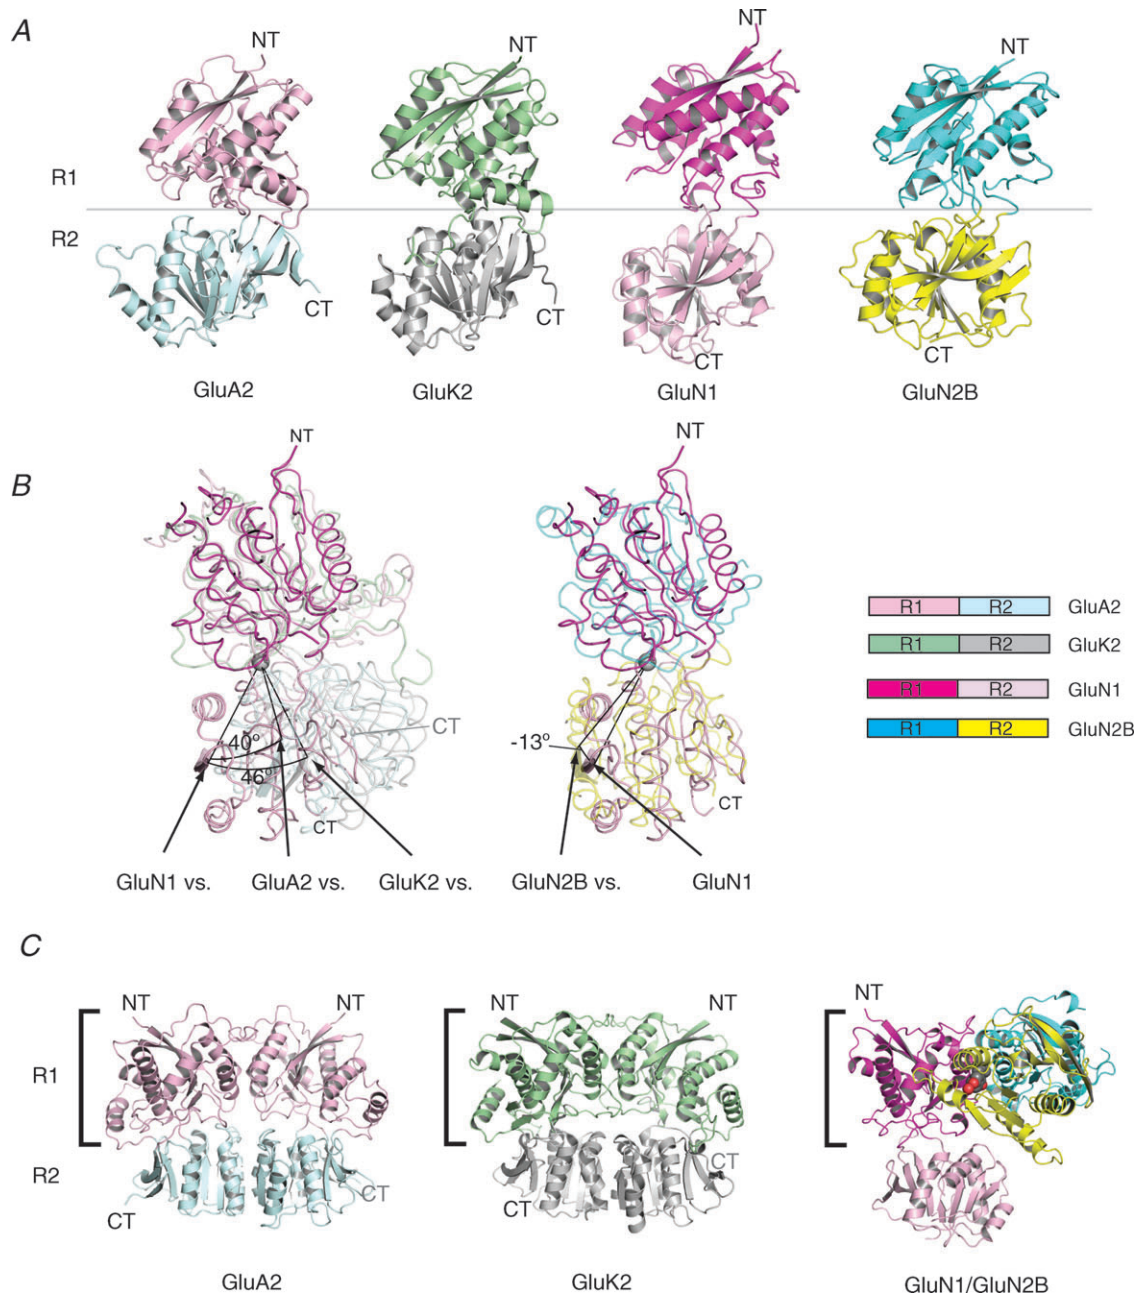 A
NT
NT
NT
NT
R1
R2
CT
CT
CT
CT
GluA2
GluK2
GluN1
GluN2B
B
NT
NT
R1 R2 GluA2
R1 R2 GluK2
R1 R2 GluN1
R1 R2 GluN2B
CT
40°
46°
CT
-13°
CT
GluN1 vs.
GluA2 vs.
GluK2 vs.
GluN2B vs.
GluN1
C
NT
NT
NT
NT
NT
R1
R2
CT
CT
CT
CT
GluA2
GluK2
GluN1/GluN2B